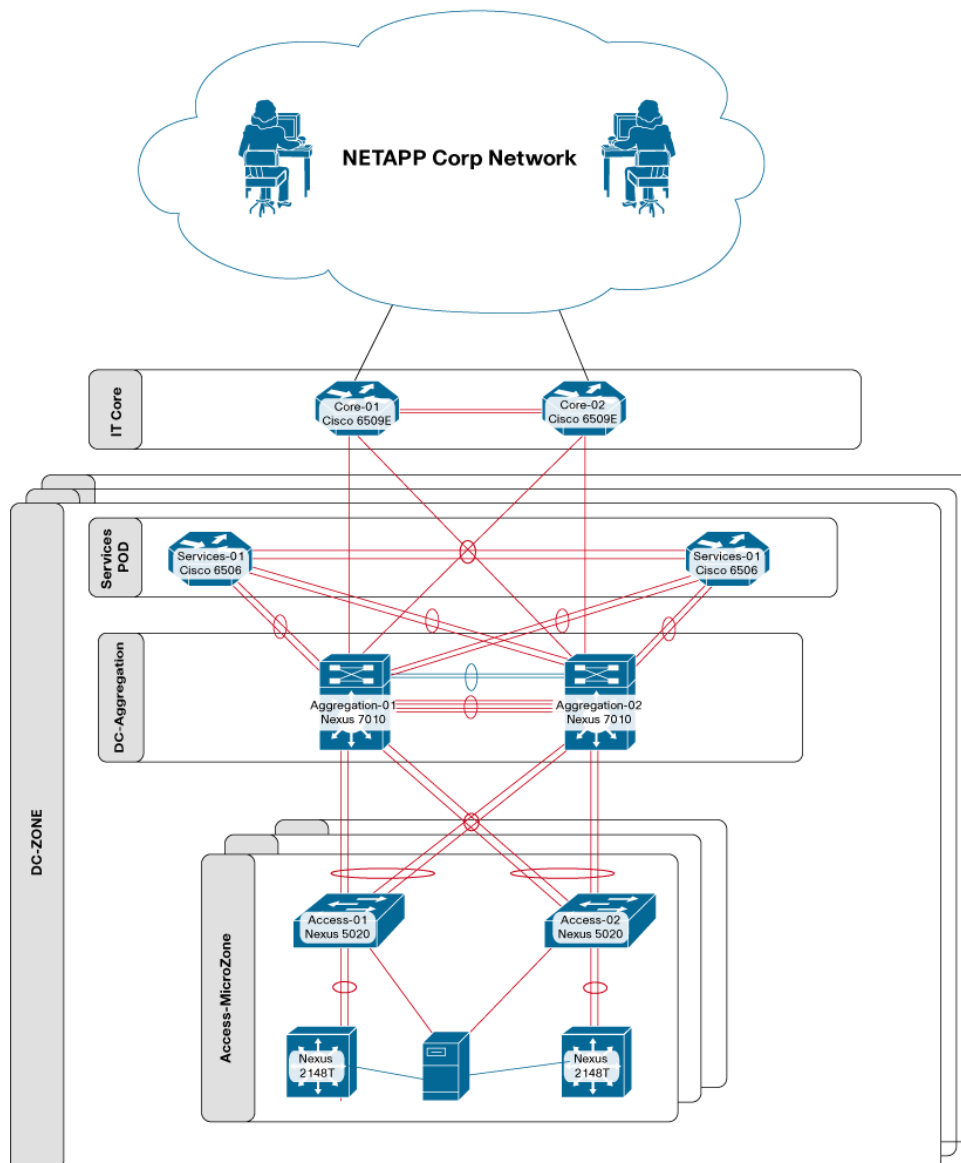 NETAPP Corp Network
IT Core
Core-01
Cisco 6509E
Core-02
Cisco 6509E
DC-ZONE
Services
POD
Services-01
Cisco 6506
Services-01
Cisco 6506
DC-Aggregation
Aggregation-01
Nexus 7010
Aggregation-02
Nexus 7010
Access-MicroZone
Access-01
Nexus 5020
Access-02
Nexus 5020
Nexus
2148T
Nexus
2148T